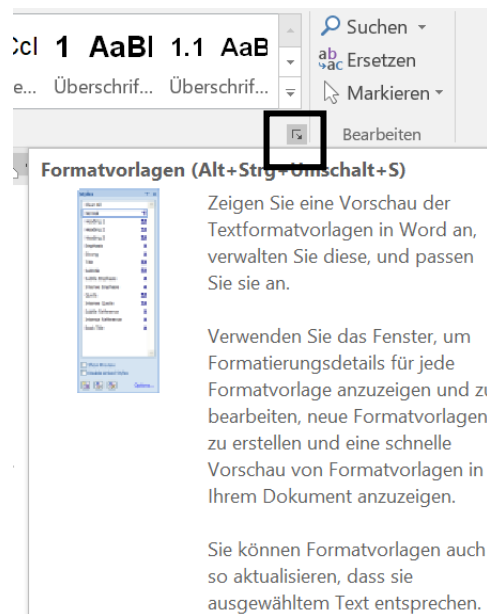 Ccl 1 AaBl 1.1 AaB
e... Überschrif... Überschrif...
Suchen
Ersetzen
Markieren
Bearbeiten
Formatvorlagen (Alt+Strg+Umschalt+S)
Zeigen Sie eine Vorschau der
Textformatvorlagen in Word an,
verwalten Sie diese, und passen
Sie sie an.
Verwenden Sie das Fenster, um
Formatierungsdetails für jede
Formatvorlage anzuzeigen und zu
bearbeiten, neue Formatvorlagen
zu erstellen und eine schnelle
Vorschau von Formatvorlagen in
Ihrem Dokument anzuzeigen.
Sie können Formatvorlagen auch
so aktualisieren, dass sie
ausgewähltem Text entsprechen.